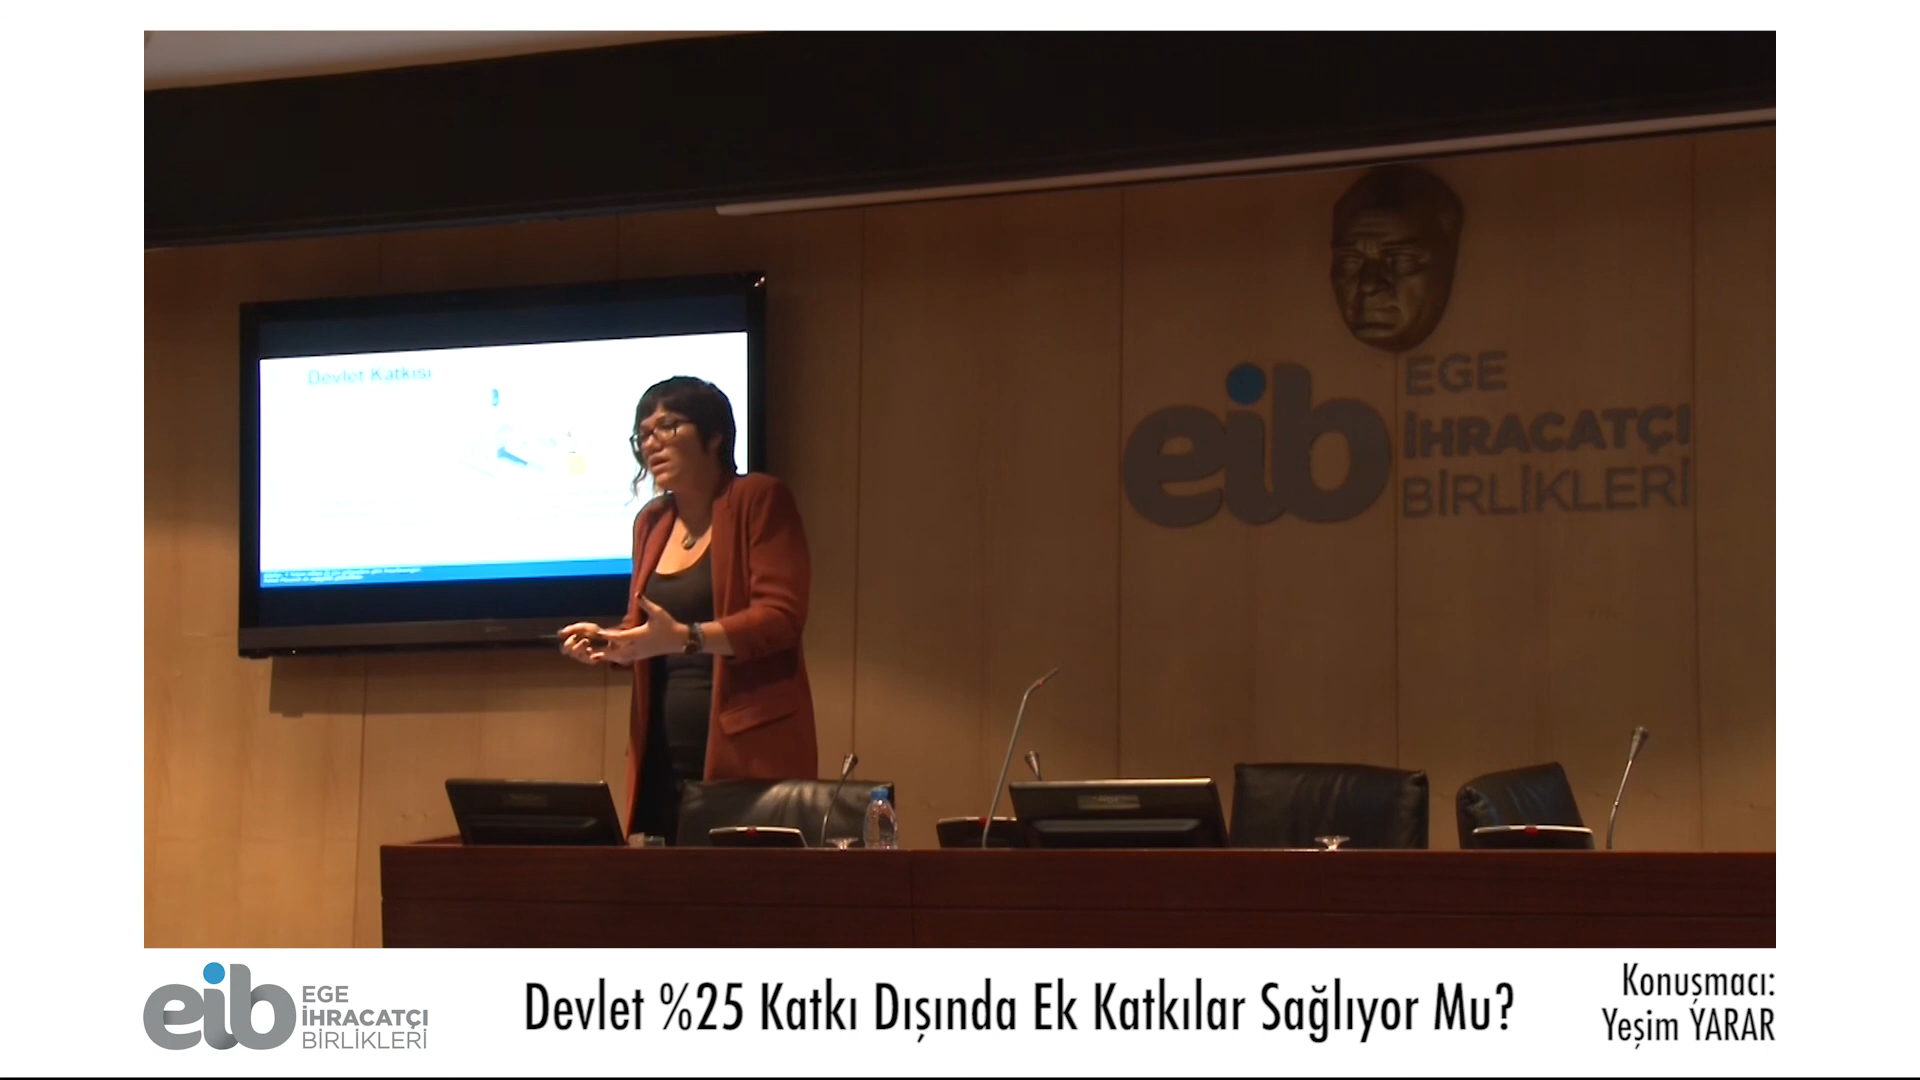 Devlet Katkısı
eib
EGE
İHRACATÇI
BİRLİKLERİ
eib
EGE
İHRACATÇI
BİRLİKLERİ
Devlet %25 Katkı Dışında Ek Katkılar Sağlıyor Mu?
Konuşmacı:
Yeşim YARAR